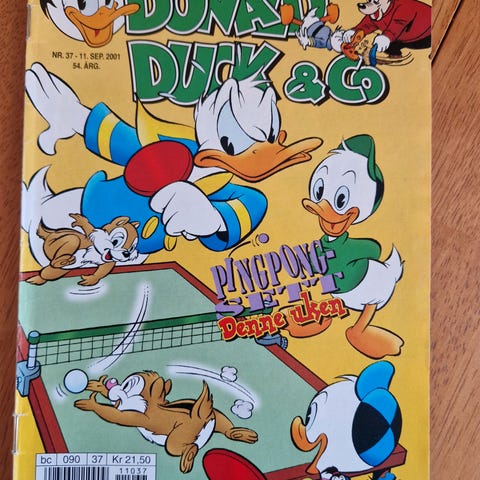 DONALD
DUCK & Co
NR. 37 - 11. SEP. 2001
54. ÅRG.
PINGPONG-
SETT
Denne uken
bc 090 37 Kr 21,50
11037